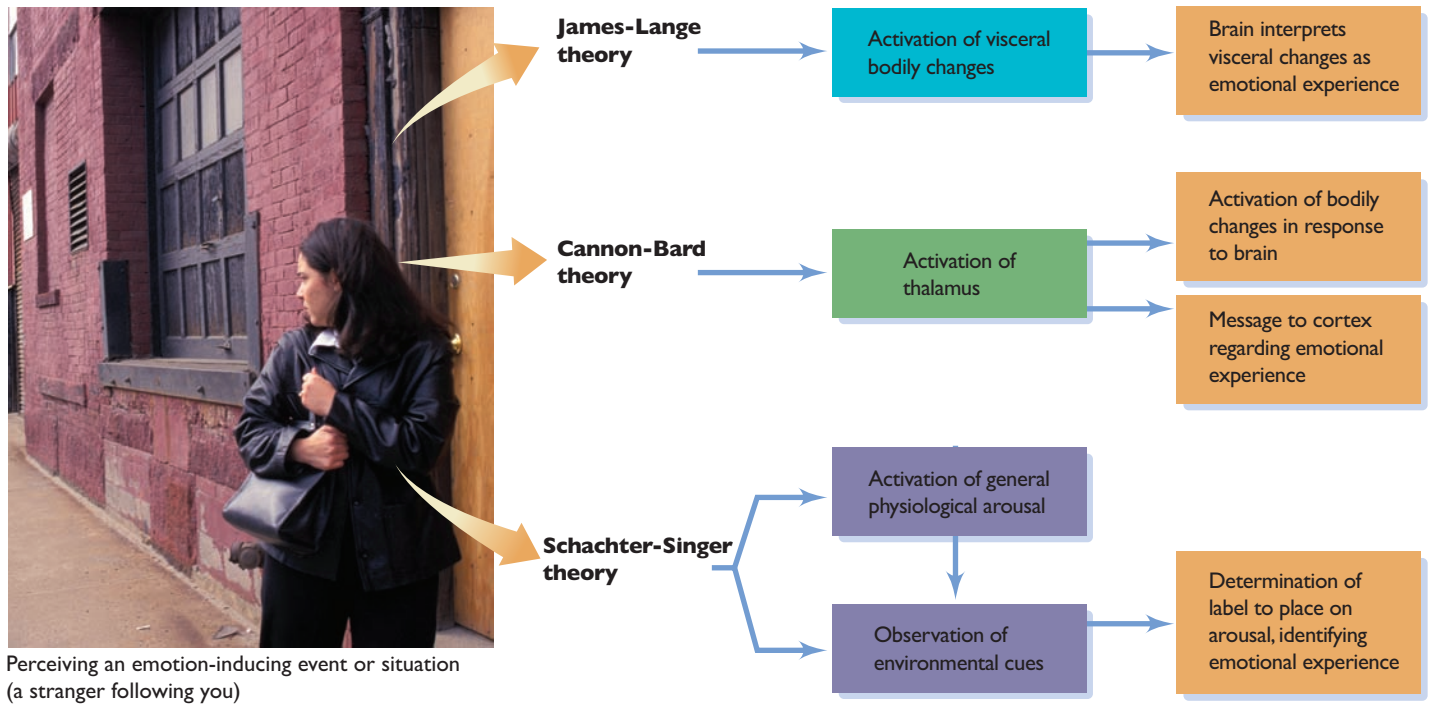 James-Lange
theory
Activation of visceral
bodily changes
Brain interprets
visceral changes as
emotional experience
Cannon-Bard
theory
Activation of
thalamus
Activation of bodily
changes in response
to brain
Message to cortex
regarding emotional
experience
Schachter-Singer
theory
Activation of general
physiological arousal
Observation of
environmental cues
Determination of
label to place on
arousal, identifying
emotional experience
Perceiving an emotion-inducing event or situation
(a stranger following you)